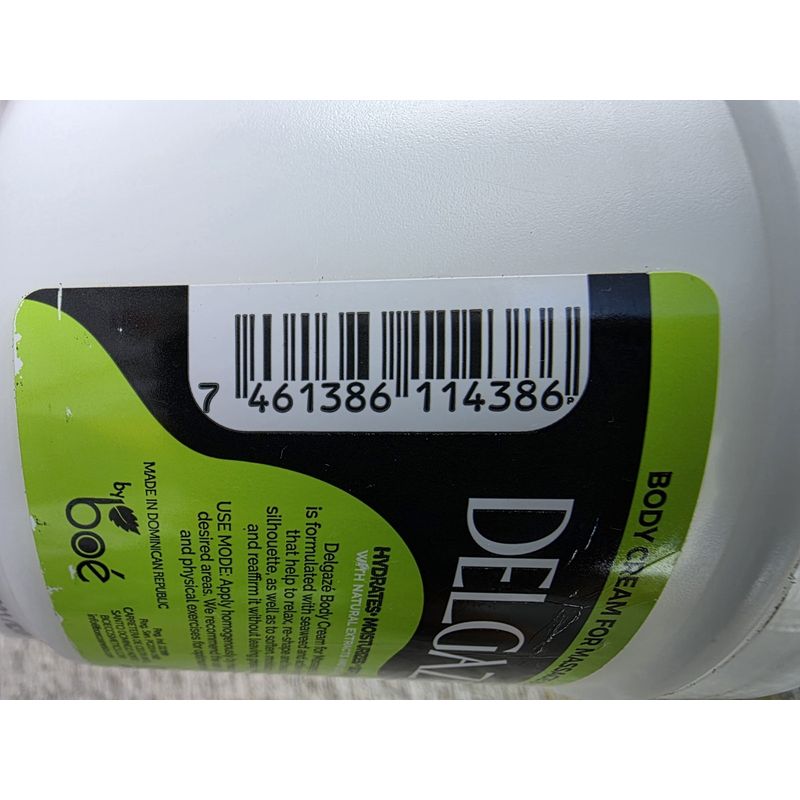 7 461386 114386
P
BODY CREAM FOR
DELGAZ
HYDRATES • MOISTURIZES
WITH NATURAL EXTRACTS
Delgazé Body Cream for
is formulated with seaweed and
that help to relax, re-shape
silhouette, as well as to soften
and reaffirm it without leaving
USE MODE: Apply homogenously
desired areas. We recommend
and physical exercises for
by
boé
MADE IN DOMINICAN REPUBLIC